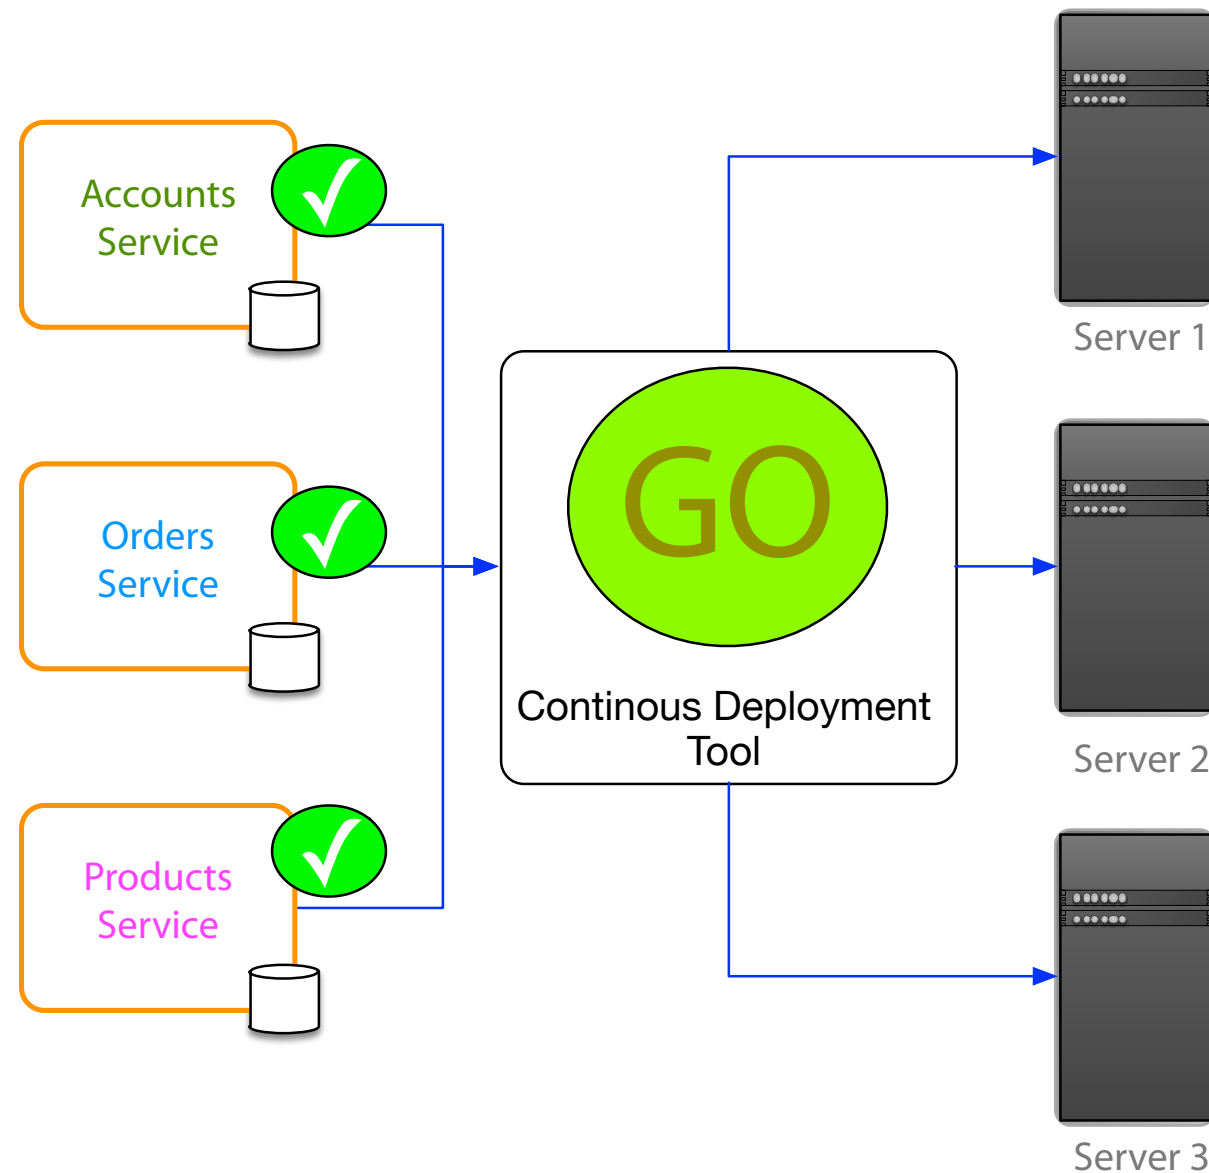 Accounts
Service
Orders
Service
Products
Service
GO
Continous Deployment
Tool
Server 1
Server 2
Server 3